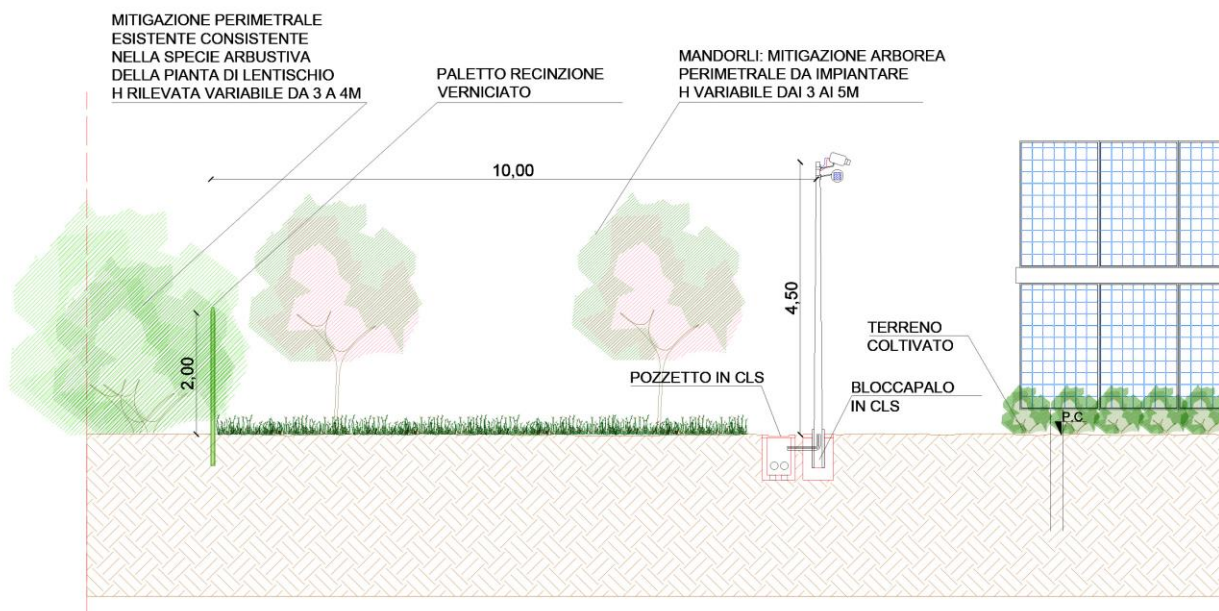 MITIGAZIONE PERIMETRALE
ESISTENTE CONSISTENTE
NELLA SPECIE ARBUSTIVA
DELLA PIANTA DI LENTISCHIO
H RILEVATA VARIABILE DA 3 A 4M
PALETTO RECINZIONE
VERNICIATO
MANDORLI: MITIGAZIONE ARBOREA
PERIMETRALE DA IMPIANTARE
H VARIABILE DAI 3 AI 5M
10,00
4,50
2,00
TERRENO
COLTIVATO
POZZETTO IN CLS
BLOCCAPALO
IN CLS
P.C.